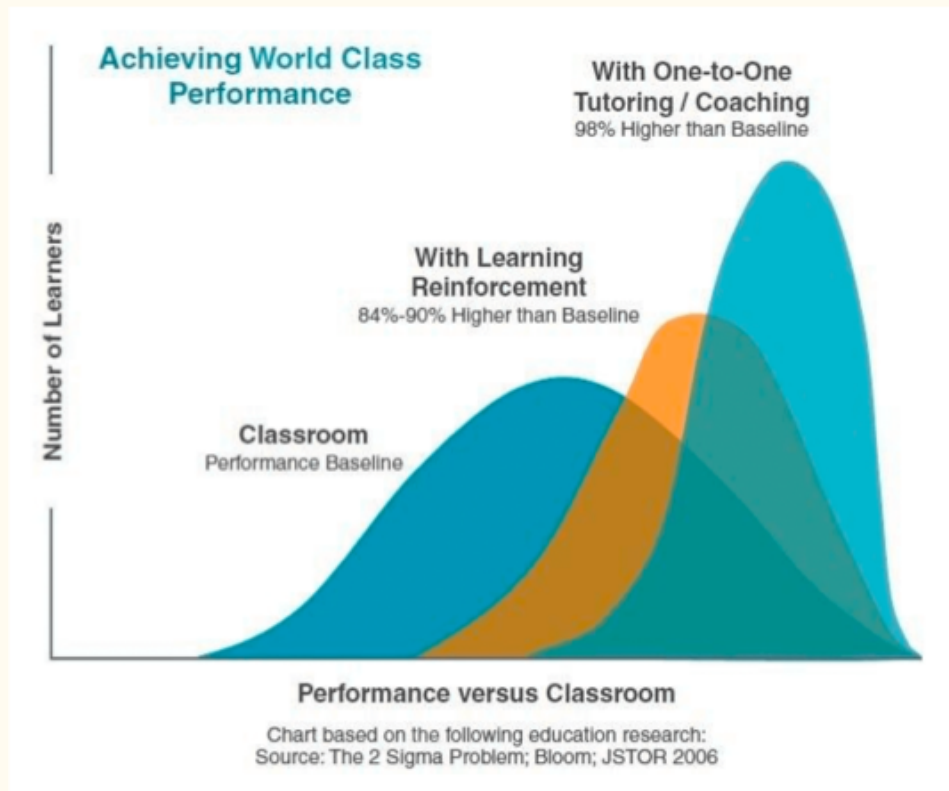 Achieving World Class
Performance
With One-to-One
Tutoring / Coaching
98% Higher than Baseline
With Learning
Reinforcement
84%-90% Higher than Baseline
Classroom
Performance Baseline
Number of Learners
Performance versus Classroom
Chart based on the following education research:
Source: The 2 Sigma Problem; Bloom; JSTOR 2006